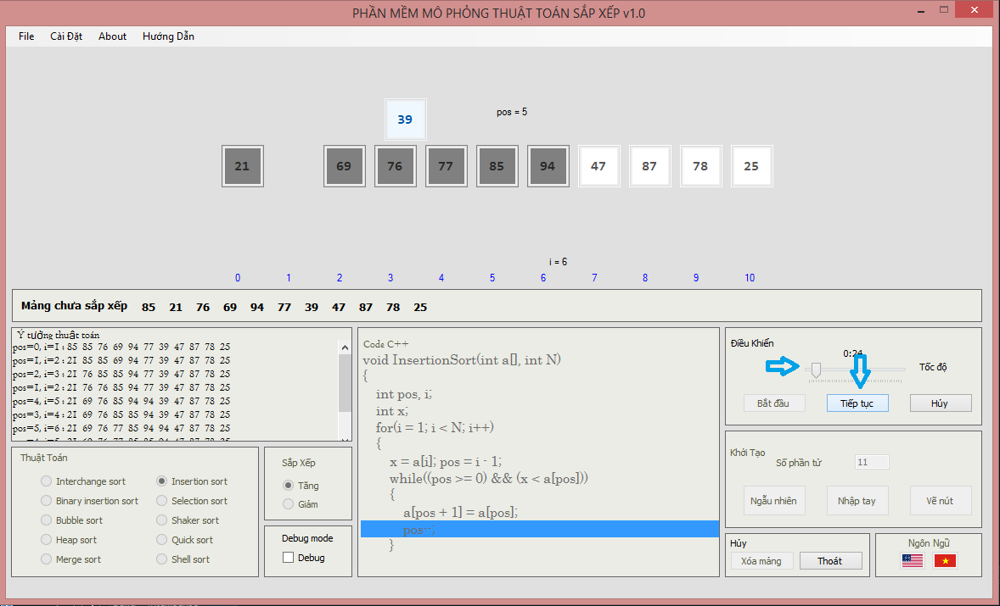 PHẦN MỀM MÔ PHỎNG THUẬT TOÁN SẮP XẾP v1.0
File Cài Đặt About Hướng Dẫn
39
pos = 5
21 69 76 77 85 94 47 87 78 25
i = 6
0 1 2 3 4 5 6 7 8 9 10
Mảng chưa sắp xếp 85 21 76 69 94 77 39 47 87 78 25
Ý tưởng thuật toán
pos=0, i=1 : 85 85 76 69 94 77 39 47 87 78 25
pos=1, i=2 : 21 85 85 69 94 77 39 47 87 78 25
pos=2, i=3 : 21 76 85 85 94 77 39 47 87 78 25
pos=1, i=2 : 21 76 76 85 94 77 39 47 87 78 25
pos=4, i=5 : 21 69 76 85 94 94 39 47 87 78 25
pos=3, i=4 : 21 69 76 85 85 94 39 47 87 78 25
pos=5, i=6 : 21 69 76 77 85 94 94 47 87 78 25
Code C++
void InsertionSort(int a[], int N)
{
int pos, i;
int x;
for(i = 1; i < N; i++)
{
x = a[i]; pos = i - 1;
while((pos >= 0) && (x < a[pos]))
{
a[pos + 1] = a[pos];
pos--;
}
Điều Khiển
0:24
Tốc độ
Bắt đầu Tiếp tục Hủy
Thuật Toán
Interchange sort Insertion sort
Binary insertion sort Selection sort
Bubble sort Shaker sort
Heap sort Quick sort
Merge sort Shell sort
Sắp Xếp
Tăng
Giảm
Debug mode
Debug
Khởi Tạo
Số phần tử 11
Ngẫu nhiên Nhập tay Vẽ nút
Hủy
Xóa mảng Thoát
Ngôn Ngữ